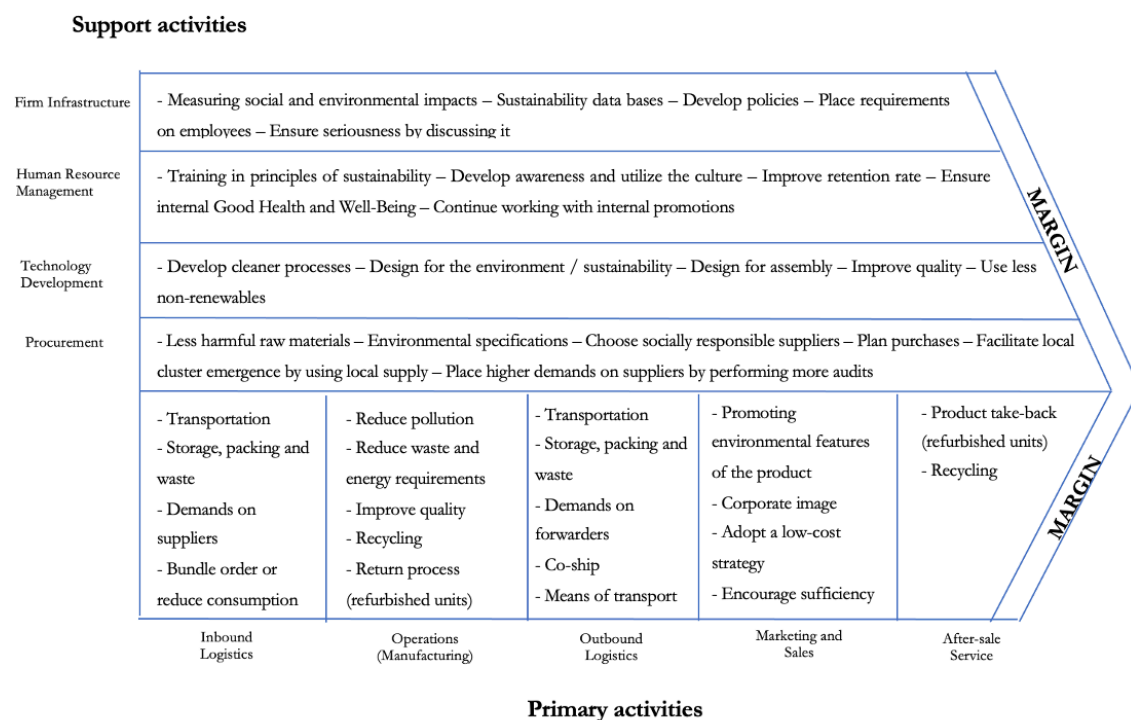 Support activities
Firm Infrastructure
- Measuring social and environmental impacts – Sustainability data bases – Develop policies – Place requirements
on employees – Ensure seriousness by discussing it
Human Resource
Management
- Training in principles of sustainability – Develop awareness and utilize the culture – Improve retention rate – Ensure
internal Good Health and Well-Being – Continue working with internal promotions
Technology
Development
- Develop cleaner processes – Design for the environment / sustainability – Design for assembly – Improve quality – Use less
non-renewables
Procurement
- Less harmful raw materials – Environmental specifications – Choose socially responsible suppliers – Plan purchases – Facilitate local
cluster emergence by using local supply – Place higher demands on suppliers by performing more audits
MARGIN
- Transportation
- Storage, packing and
waste
- Demands on
suppliers
- Bundle order or
reduce consumption
Inbound
Logistics
- Reduce pollution
- Reduce waste and
energy requirements
- Improve quality
- Recycling
- Return process
(refurbished units)
Operations
(Manufacturing)
- Transportation
- Storage, packing and
waste
- Demands on
forwarders
- Co-ship
- Means of transport
Outbound
Logistics
- Promoting
environmental features
of the product
- Corporate image
- Adopt a low-cost
strategy
- Encourage sufficiency
Marketing and
Sales
- Product take-back
(refurbished units)
- Recycling
After-sale
Service
MARGIN
Primary activities